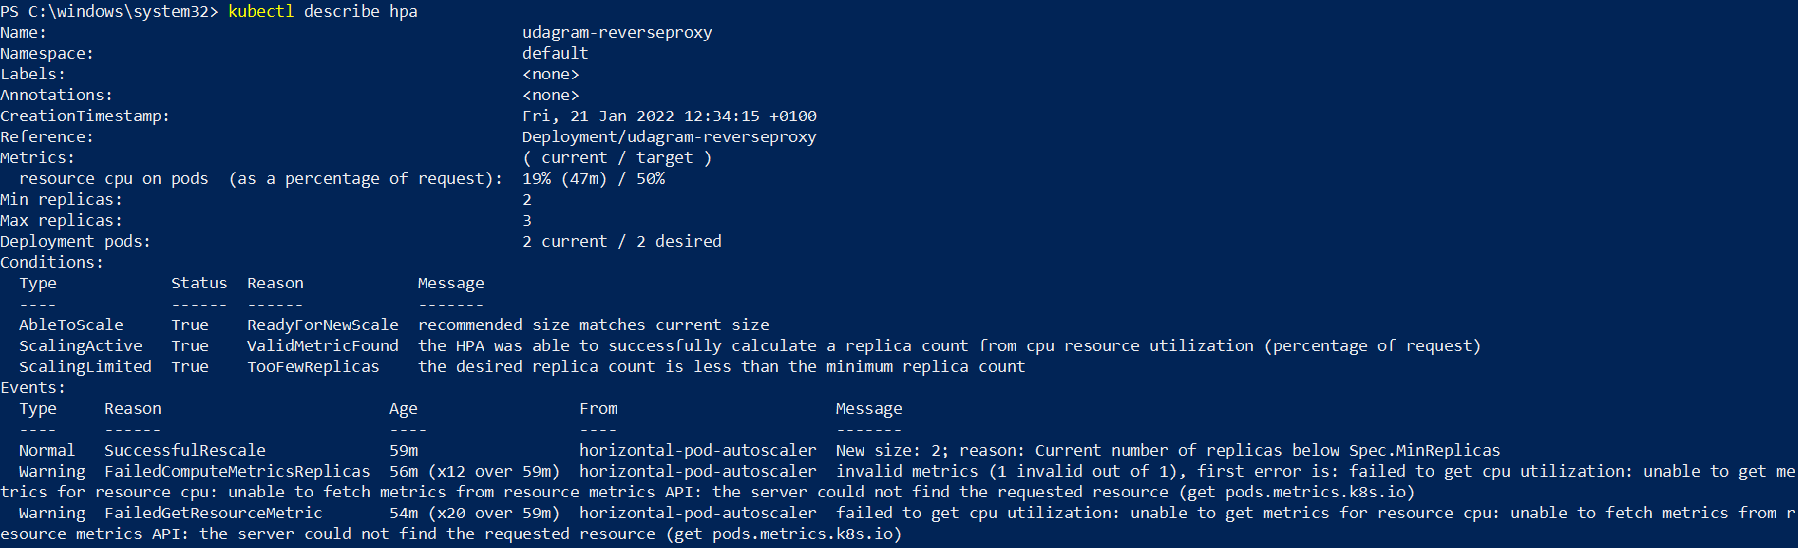 PS C:\windows\system32> kubectl describe hpa
Name:                                                  udagram-reverseproxy
Namespace:                                             default
Labels:                                                <none>
Annotations:                                           <none>
CreationTimestamp:                                     Fri, 21 Jan 2022 12:34:15 +0100
Reference:                                             Deployment/udagram-reverseproxy
Metrics:                                               ( current / target )
  resource cpu on pods  (as a percentage of request):  19% (47m) / 50%
Min replicas:                                          2
Max replicas:                                          3
Deployment pods:                                       2 current / 2 desired
Conditions:
  Type            Status  Reason            Message
  ----            ------  ------            -------
  AbleToScale     True    ReadyForNewScale  recommended size matches current size
  ScalingActive   True    ValidMetricFound  the HPA was able to successfully calculate a replica count from cpu resource utilization (percentage of request)
  ScalingLimited  True    TooFewReplicas    the desired replica count is less than the minimum replica count
Events:
  Type     Reason                        Age                 From                       Message
  ----     ------                        ----                ----                       -------
  Normal   SuccessfulRescale             59m                 horizontal-pod-autoscaler  New size: 2; reason: Current number of replicas below Spec.MinReplicas
  Warning  FailedComputeMetricsReplicas  56m (x12 over 59m)  horizontal-pod-autoscaler  invalid metrics (1 invalid out of 1), first error is: failed to get cpu utilization: unable to get me
trics for resource cpu: unable to fetch metrics from resource metrics API: the server could not find the requested resource (get pods.metrics.k8s.io)
  Warning  FailedGetResourceMetric       54m (x20 over 59m)  horizontal-pod-autoscaler  failed to get cpu utilization: unable to get metrics for resource cpu: unable to fetch metrics from r
esource metrics API: the server could not find the requested resource (get pods.metrics.k8s.io)